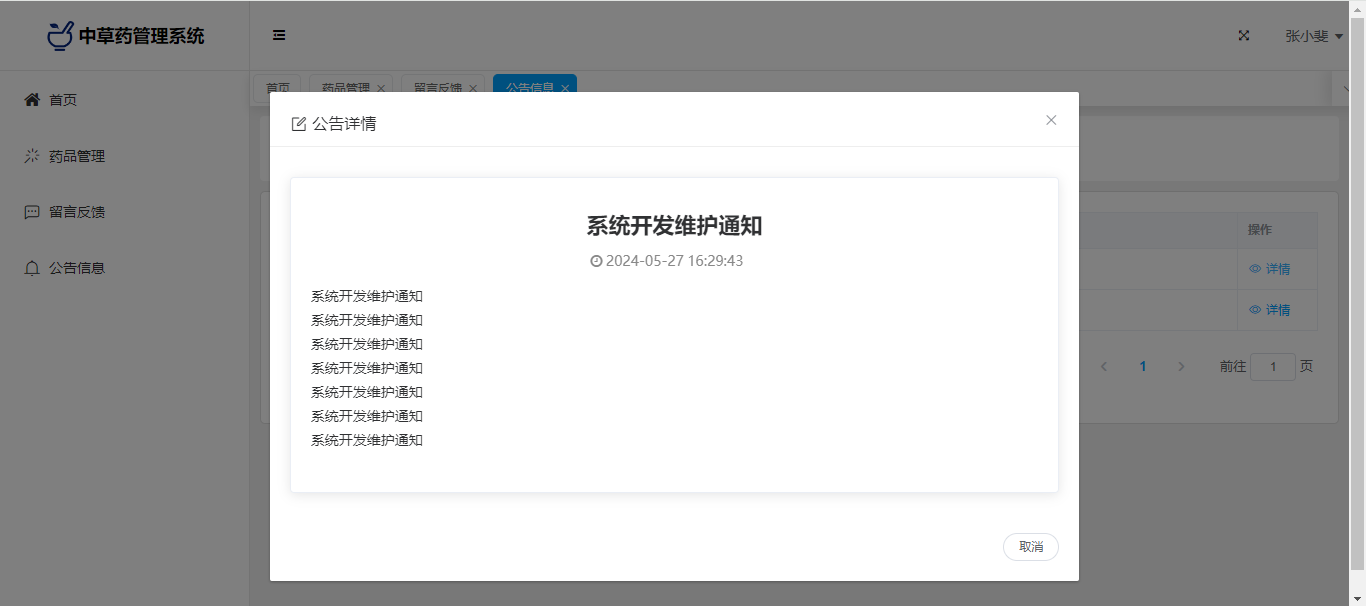 中草药管理系统
张小斐
首页
药品管理
留言反馈
公告信息
首页
药品管理
留言反馈
公告信息
公告详情
系统开发维护通知
2024-05-27 16:29:43
系统开发维护通知
系统开发维护通知
系统开发维护通知
系统开发维护通知
系统开发维护通知
系统开发维护通知
系统开发维护通知
取消
操作
详情
详情
1
前往 1 页